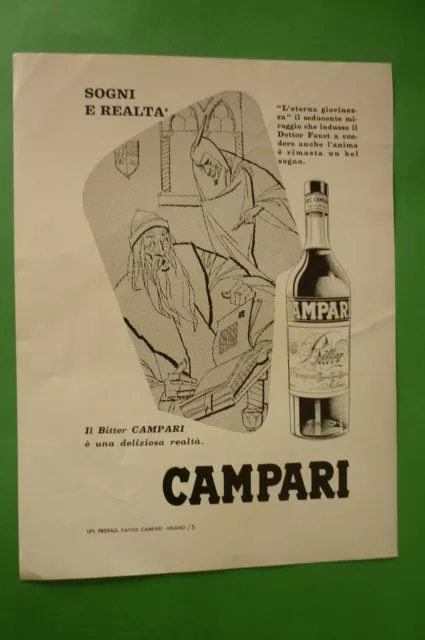 SOGNI
E REALTA'
"L'eterna giovinez-
za" il seducente mi-
raggio che indusse il
Dottor Faust a ven-
dere anche l'anima
è rimasta un bel
sogno.
AMPARI
Bitter
Il Bitter CAMPARI
è una deliziosa realtà.
CAMPARI
UFF. PROPAG. DAVIDE CAMPARI - MILANO / 5